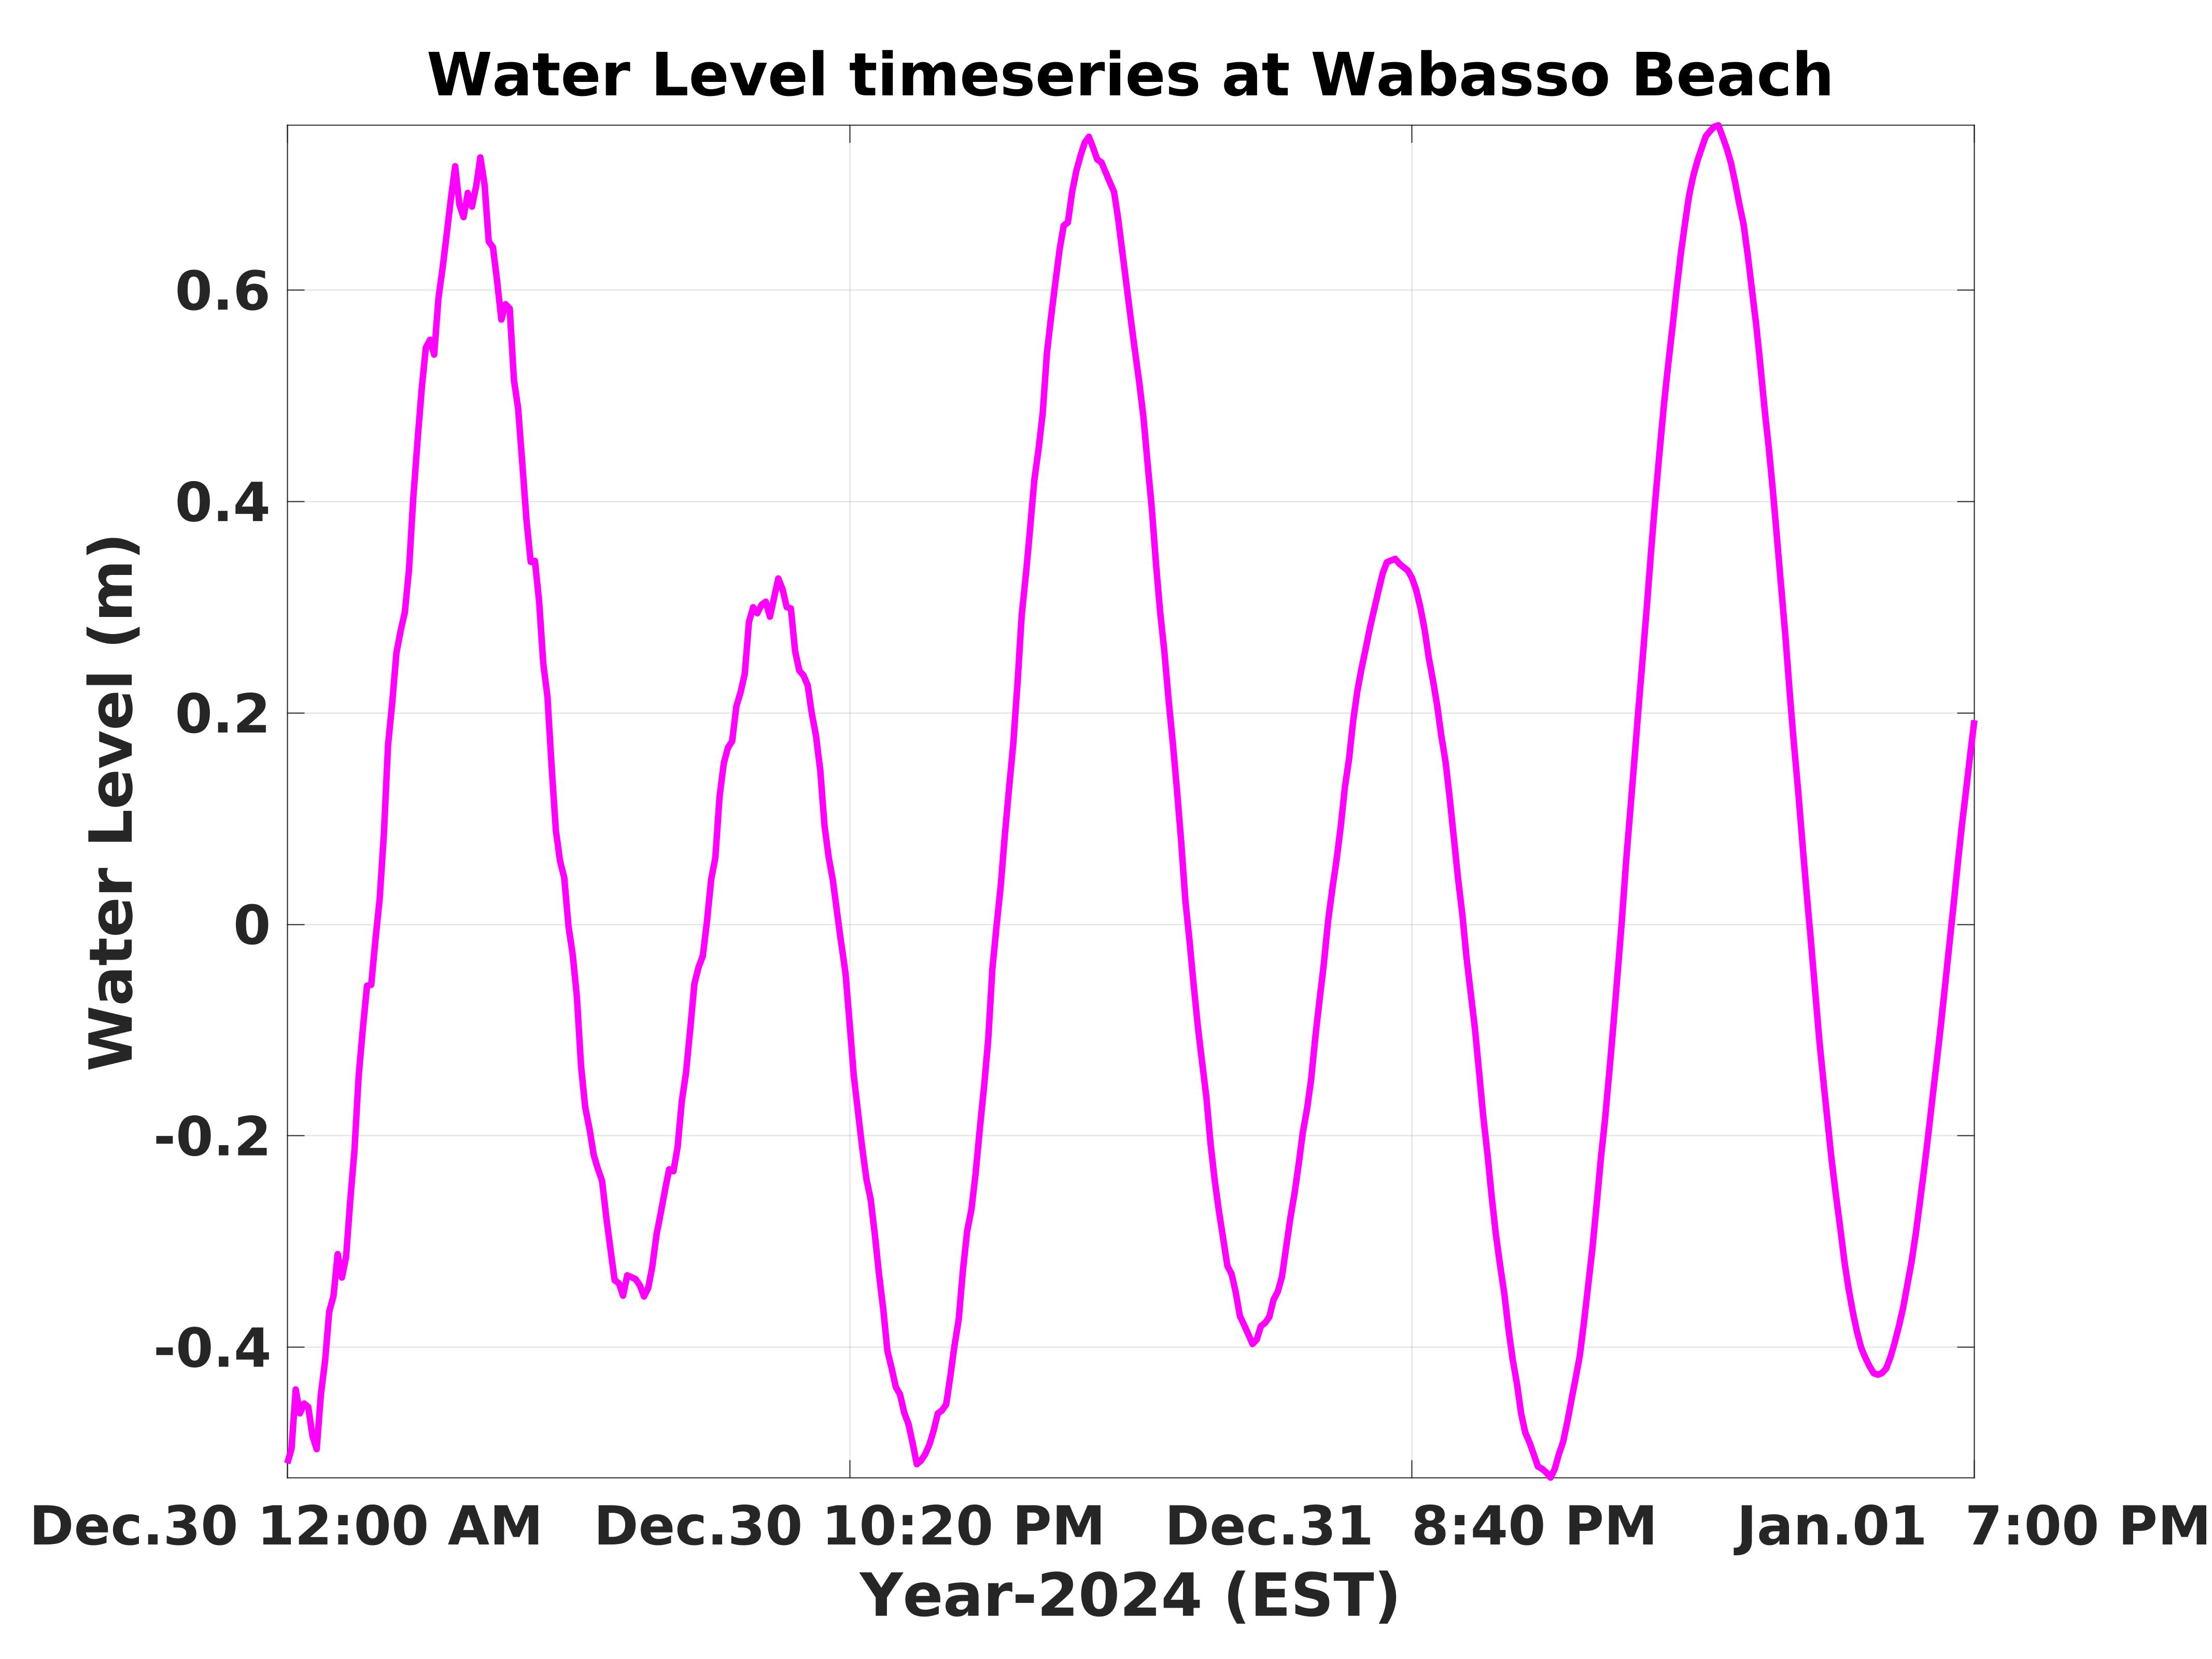 Water Level timeseries at Wabasso Beach
Water Level (m)
0.6
0.4
0.2
0
-0.2
-0.4
Dec.30 12:00 AM Dec.30 10:20 PM Dec.31 8:40 PM Jan.01 7:00 PM
Year-2024 (EST)